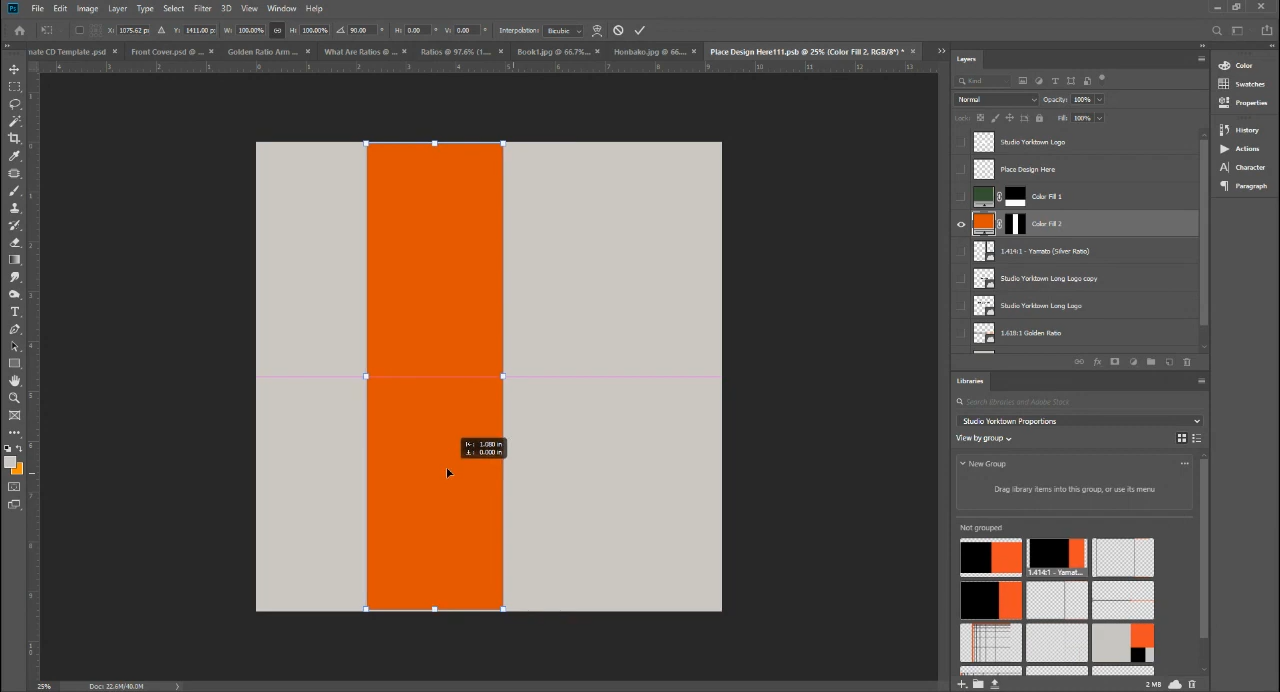 File Edit Image Layer Type Select Filter 3D View Window Help
X: 1075.62 px Y: 1411.00 px W: 100.00% H: 100.00% 90.00 ° H: 0.00 ° V: 0.00 ° Interpolation: Bicubic
nate CD Template.psd × Front Cover.psd @ ... × Golden Ratio Arm ... × What Are Ratios @ ... × Ratios @ 97.6% (1... × Book1.jpg @ 66.7%... × Honbako.jpg @ 66... × Place Design Here111.psb @ 25% (Color Fill 2, RGB/8*) *
Layers
Kind
Normal Opacity: 100%
Lock: Fill: 100%
Studio Yorktown Logo
Place Design Here
Color Fill 1
Color Fill 2
1.414:1 - Yamato (Silver Ratio)
Studio Yorktown Long Logo copy
Studio Yorktown Long Logo
1.618:1 Golden Ratio
Color
Swatches
Properties
History
Actions
Character
Paragraph
1.080 in
0.000 in
Libraries
Search Libraries and Adobe Stock
Studio Yorktown Proportions
View by group
New Group
Drag library items into this group, or use its menu
Not grouped
1.414:1 - Yamat...
2 MB
25% Doc: 22.6M/40.0M